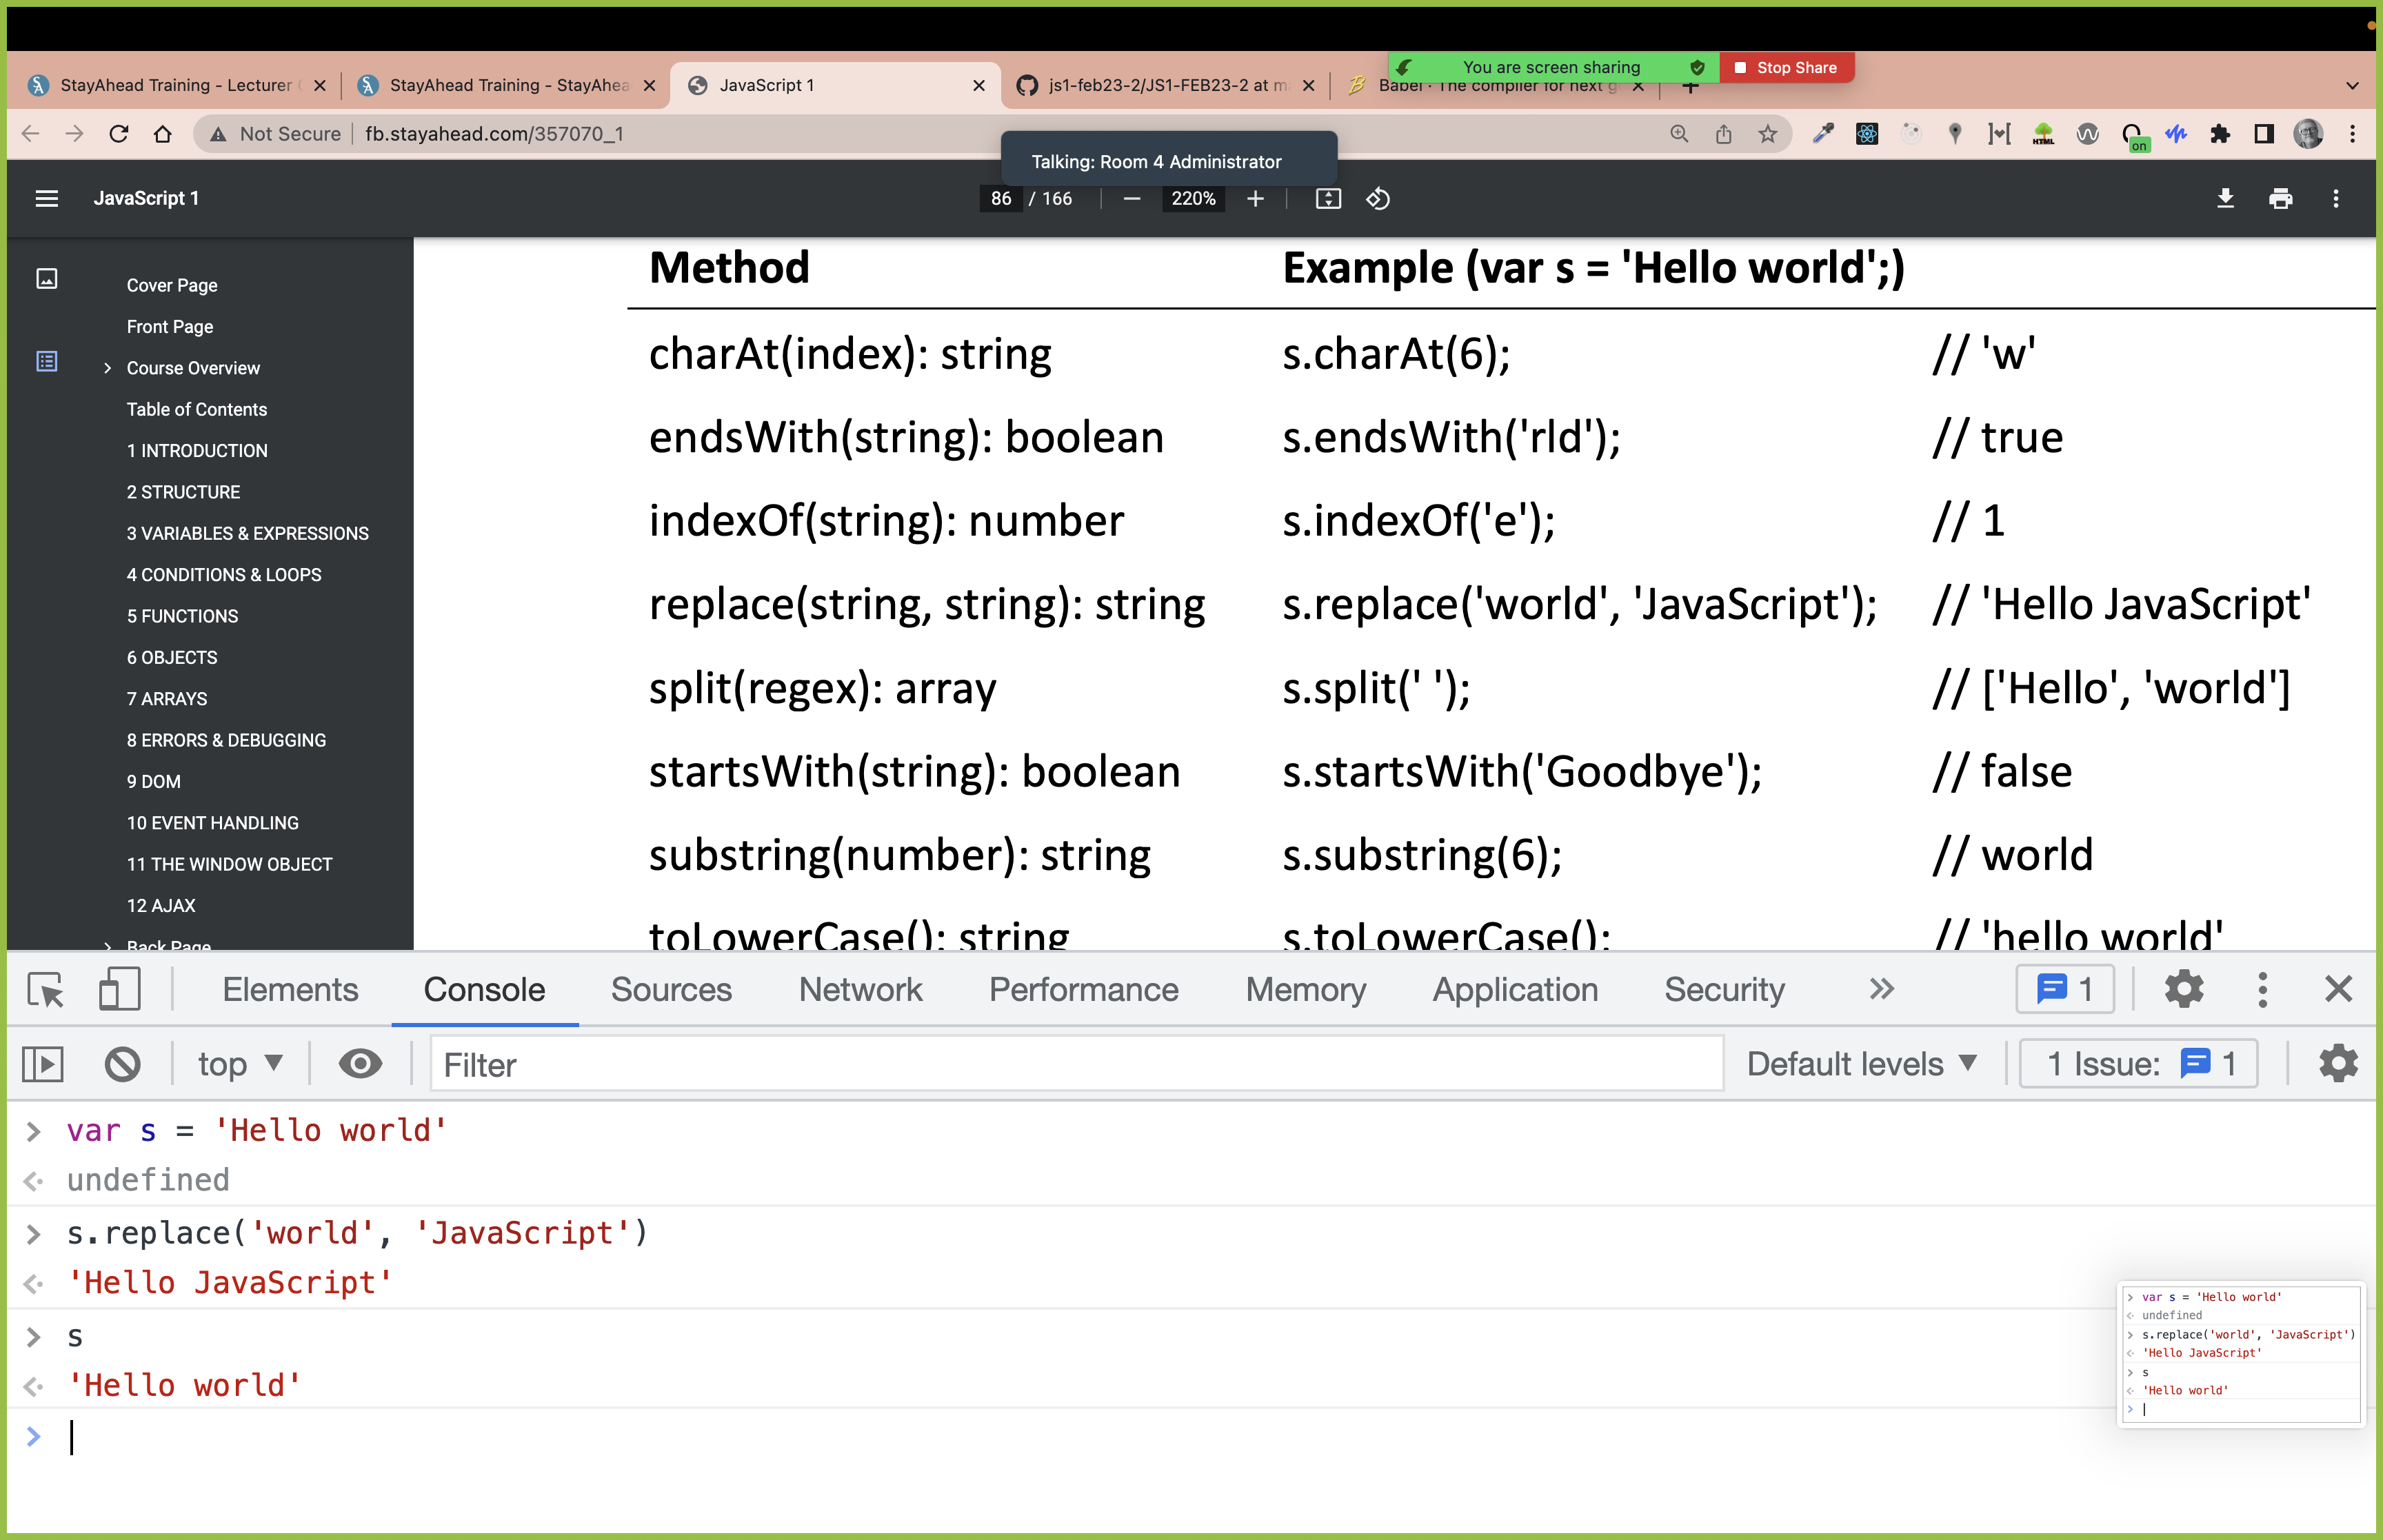 StayAhead Training - Lecturer
StayAhead Training - StayAhea
JavaScript 1
js1-feb23-2/JS1-FEB23-2 at m
Babel · The compiler for next g
You are screen sharing
Stop Share
Not Secure
fb.stayahead.com/357070_1
on
Talking: Room 4 Administrator
JavaScript 1
86 / 166
220%
Cover Page
Front Page
Course Overview
Table of Contents
1 INTRODUCTION
2 STRUCTURE
3 VARIABLES & EXPRESSIONS
4 CONDITIONS & LOOPS
5 FUNCTIONS
6 OBJECTS
7 ARRAYS
8 ERRORS & DEBUGGING
9 DOM
10 EVENT HANDLING
11 THE WINDOW OBJECT
12 AJAX
Back Page
Method Example (var s = 'Hello world';)
charAt(index): string s.charAt(6); // 'w'
endsWith(string): boolean s.endsWith('rld'); // true
indexOf(string): number s.indexOf('e'); // 1
replace(string, string): string s.replace('world', 'JavaScript'); // 'Hello JavaScript'
split(regex): array s.split(' '); // ['Hello', 'world']
startsWith(string): boolean s.startsWith('Goodbye'); // false
substring(number): string s.substring(6); // world
toLowerCase(): string s.toLowerCase(); // 'hello world'
Elements Console Sources Network Performance Memory Application Security » 1
top ▼ Filter Default levels ▼ 1 Issue: 1
> var s = 'Hello world'
undefined
> s.replace('world', 'JavaScript')
'Hello JavaScript'
> s
'Hello world'
>
> var s = 'Hello world'
undefined
> s.replace('world', 'JavaScript')
'Hello JavaScript'
> s
'Hello world'
>